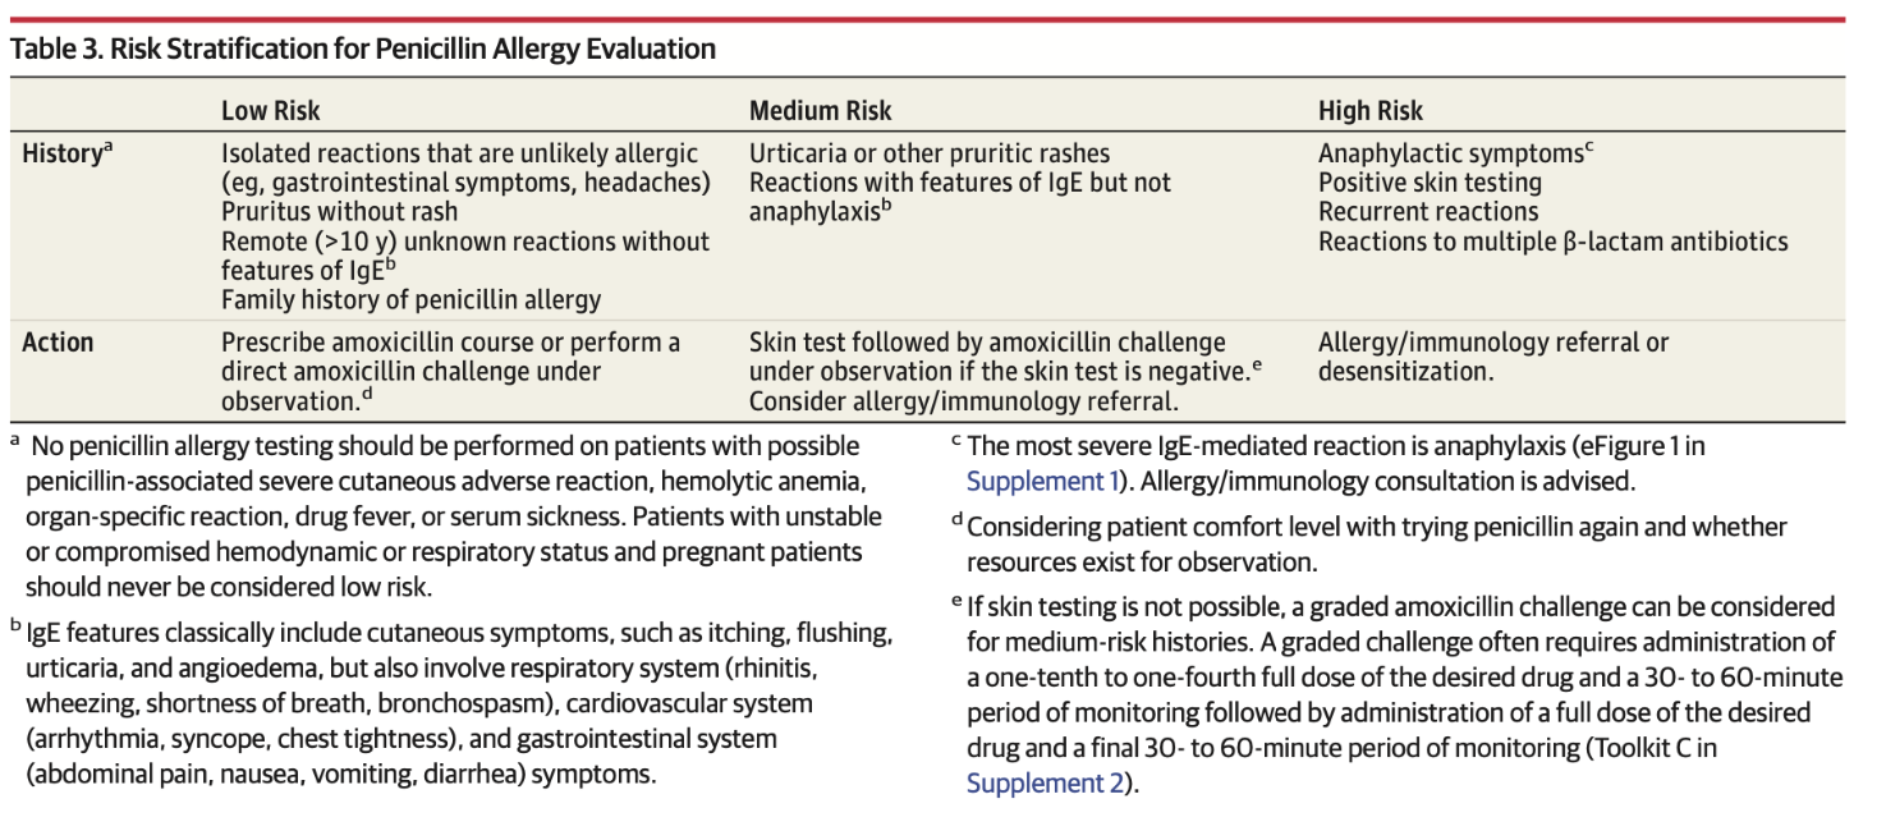 Table 3. Risk Stratification for Penicillin Allergy Evaluation
Low Risk
Medium Risk
High Risk
Historyᵃ
Isolated reactions that are unlikely allergic
(eg, gastrointestinal symptoms, headaches)
Pruritus without rash
Remote (>10 y) unknown reactions without
features of IgEᵇ
Family history of penicillin allergy
Urticaria or other pruritic rashes
Reactions with features of IgE but not
anaphylaxisᵇ
Anaphylactic symptomsᶜ
Positive skin testing
Recurrent reactions
Reactions to multiple β-lactam antibiotics
Action
Prescribe amoxicillin course or perform a
direct amoxicillin challenge under
observation.ᵈ
Skin test followed by amoxicillin challenge
under observation if the skin test is negative.ᵉ
Consider allergy/immunology referral.
Allergy/immunology referral or
desensitization.
ᵃ No penicillin allergy testing should be performed on patients with possible
penicillin-associated severe cutaneous adverse reaction, hemolytic anemia,
organ-specific reaction, drug fever, or serum sickness. Patients with unstable
or compromised hemodynamic or respiratory status and pregnant patients
should never be considered low risk.
ᵇ IgE features classically include cutaneous symptoms, such as itching, flushing,
urticaria, and angioedema, but also involve respiratory system (rhinitis,
wheezing, shortness of breath, bronchospasm), cardiovascular system
(arrhythmia, syncope, chest tightness), and gastrointestinal system
(abdominal pain, nausea, vomiting, diarrhea) symptoms.
ᶜ The most severe IgE-mediated reaction is anaphylaxis (eFigure 1 in
Supplement 1). Allergy/immunology consultation is advised.
ᵈ Considering patient comfort level with trying penicillin again and whether
resources exist for observation.
ᵉ If skin testing is not possible, a graded amoxicillin challenge can be considered
for medium-risk histories. A graded challenge often requires administration of
a one-tenth to one-fourth full dose of the desired drug and a 30- to 60-minute
period of monitoring followed by administration of a full dose of the desired
drug and a final 30- to 60-minute period of monitoring (Toolkit C in
Supplement 2).